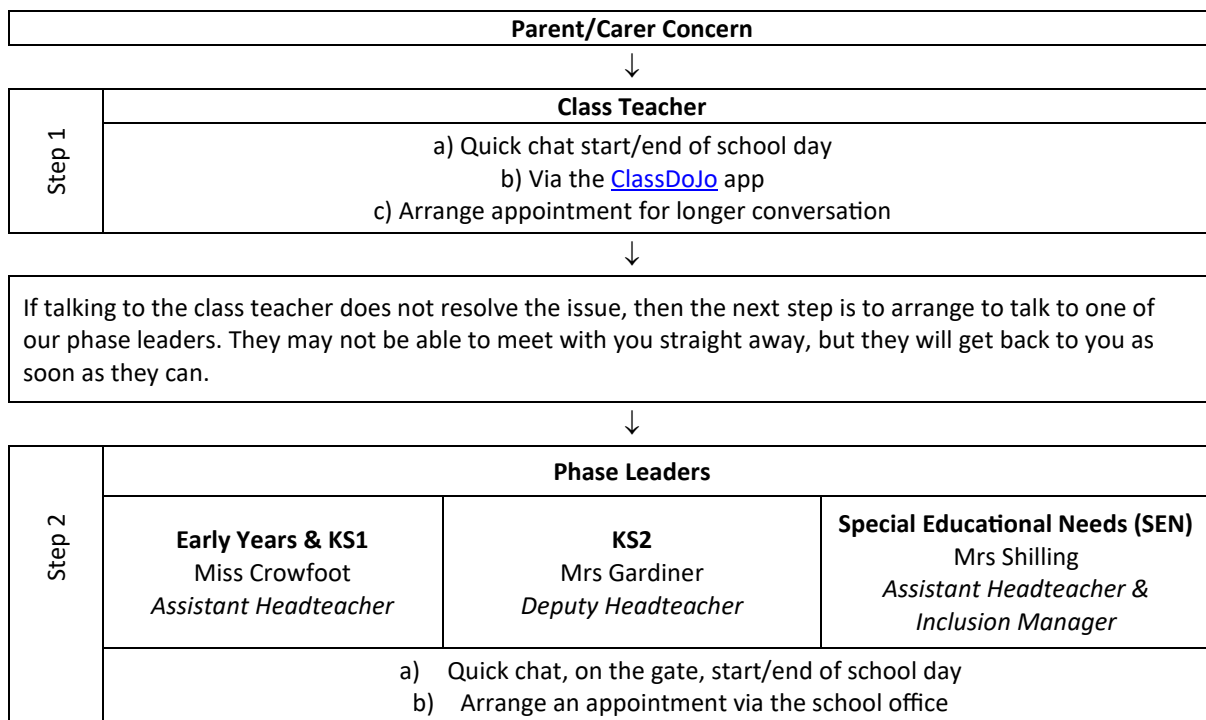 Parent/Carer Concern
↓
Step 1
Class Teacher
a) Quick chat start/end of school day
b) Via the ClassDoJo app
c) Arrange appointment for longer conversation
↓
If talking to the class teacher does not resolve the issue, then the next step is to arrange to talk to one of
our phase leaders. They may not be able to meet with you straight away, but they will get back to you as
soon as they can.
↓
Step 2
Phase Leaders
Early Years & KS1
Miss Crowfoot
Assistant Headteacher
KS2
Mrs Gardiner
Deputy Headteacher
Special Educational Needs (SEN)
Mrs Shilling
Assistant Headteacher &
Inclusion Manager
a) Quick chat, on the gate, start/end of school day
b) Arrange an appointment via the school office